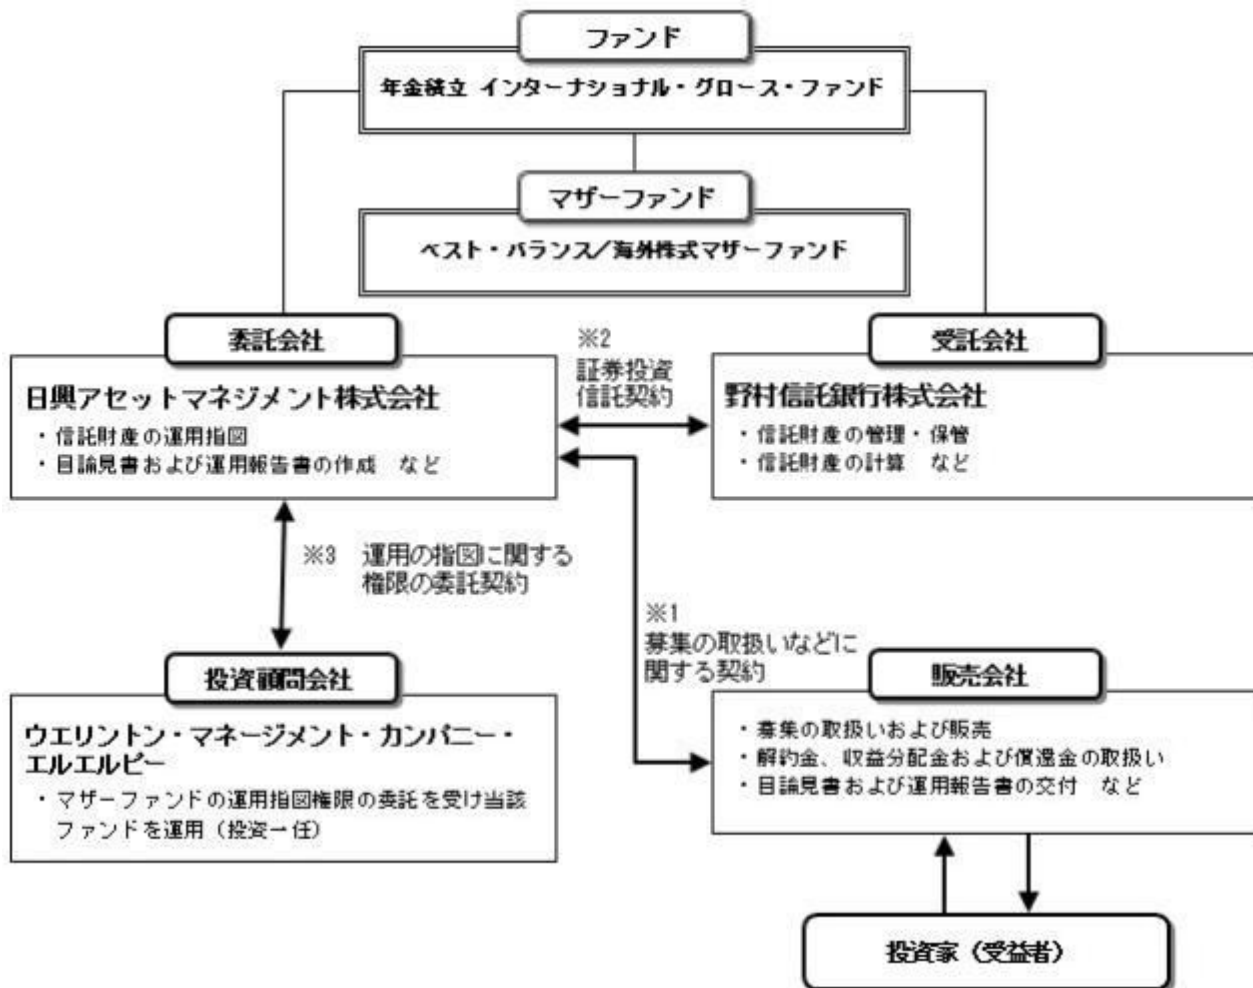 ファンド
年金積立 インターナショナル・グロース・ファンド
マザーファンド
ベスト・バランス／海外株式マザーファンド
委託会社
日興アセットマネジメント株式会社
・信託財産の運用指図
・目論見書および運用報告書の作成 など
※2
証券投資
信託契約
受託会社
野村信託銀行株式会社
・信託財産の管理・保管
・信託財産の計算 など
※3 運用の指図に関する
権限の委託契約
※1
募集の取扱いなどに
関する契約
投資顧問会社
ウエリントン・マネージメント・カンパニー・
エルエルピー
・マザーファンドの運用指図権限の委託を受け当該
ファンドを運用（投資一任）
販売会社
・募集の取扱いおよび販売
・解約金、収益分配金および償還金の取扱い
・目論見書および運用報告書の交付 など
投資家（受益者）